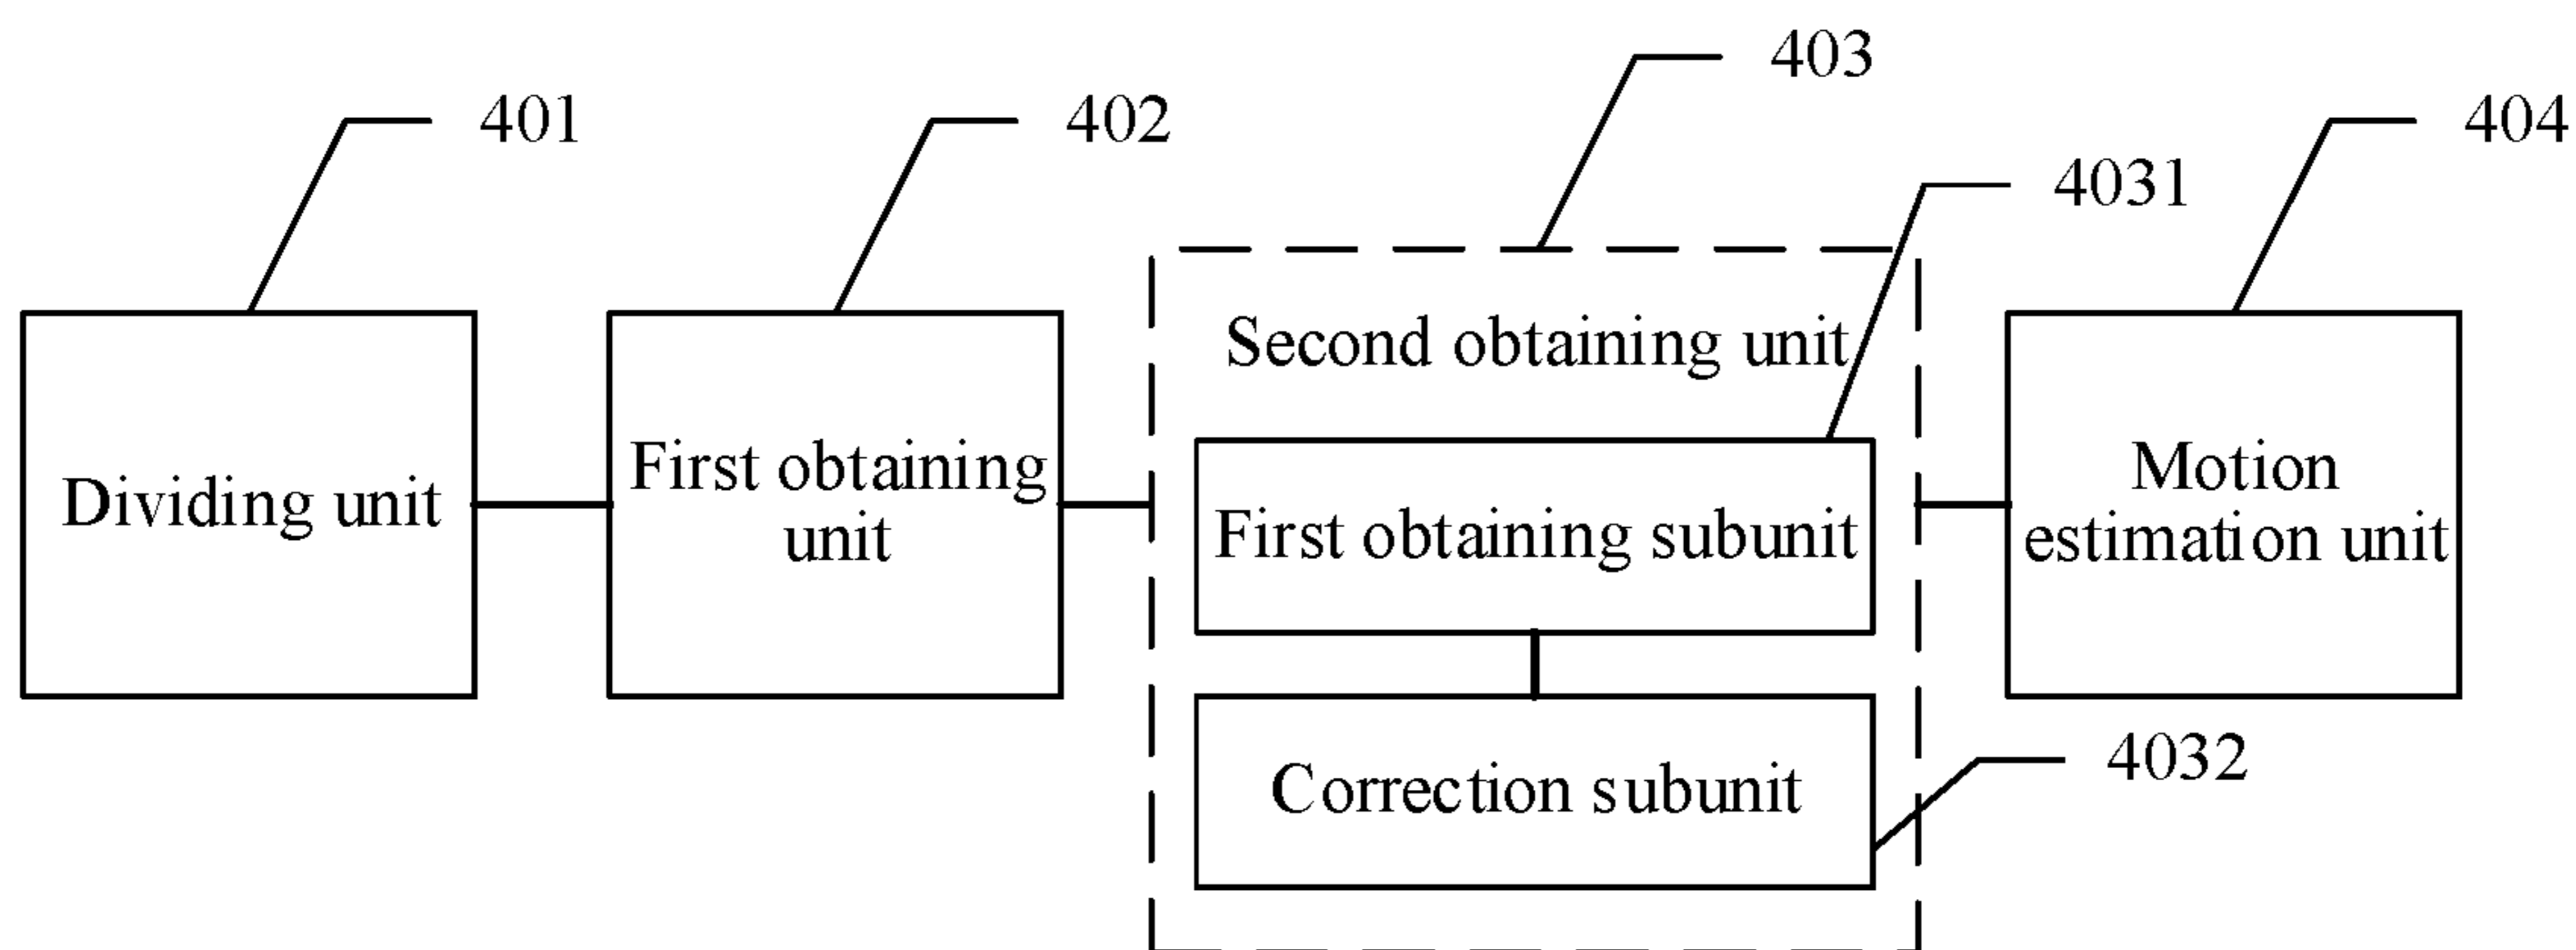 403
401
402
404
4031
Second obtaining unit
Dividing unit
First obtaining
unit
First obtaining subunit
Motion
estimation unit
Correction subunit
4032